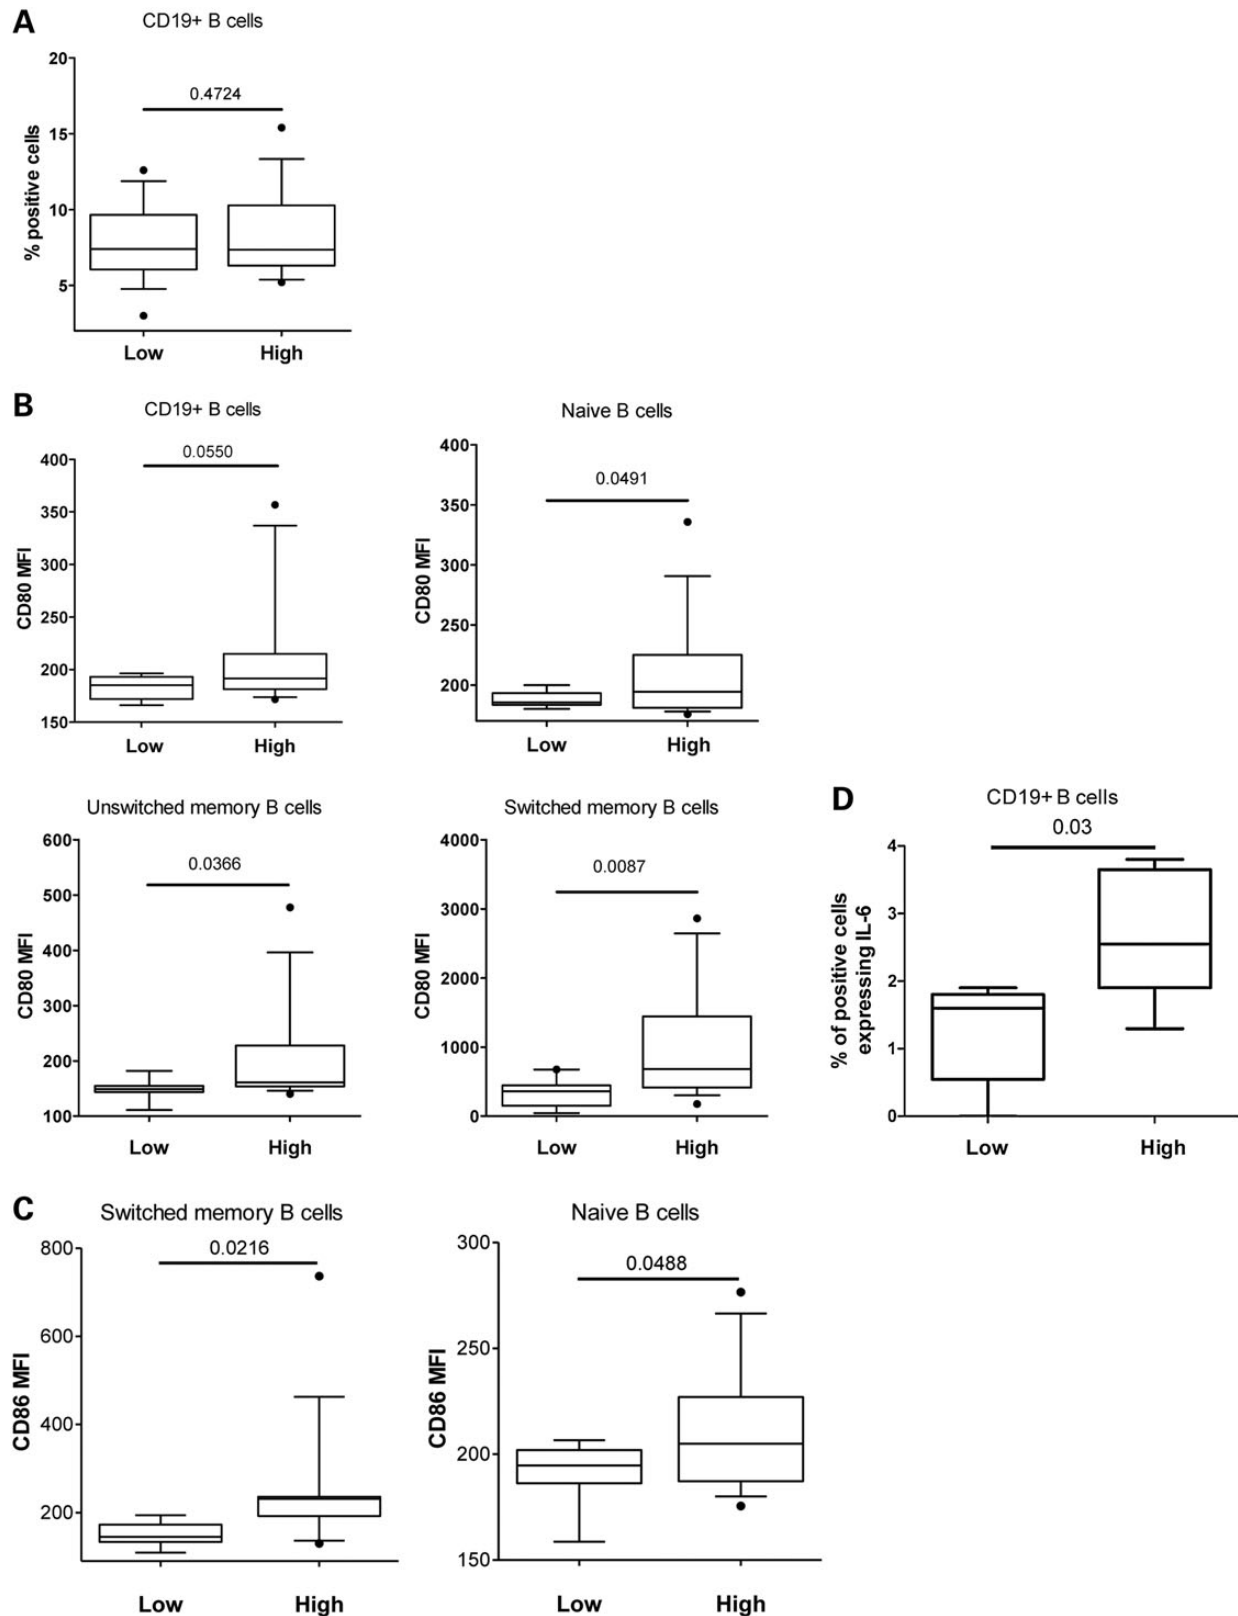 A
CD19+ B cells
20
0.4724
15
% positive cells
10
5
Low High
B
CD19+ B cells
0.0550
400
350
CD80 MFI
300
250
200
150
Low High
Naive B cells
400
0.0491
350
CD80 MFI
300
250
200
Low High
Unswitched memory B cells
600
0.0366
500
CD80 MFI
400
300
200
100
Low High
Switched memory B cells
4000
0.0087
3000
CD80 MFI
2000
1000
0
Low High
D
CD19+ B cells
0.03
4
% of positive cells
expressing IL-6
3
2
1
0
Low High
C
Switched memory B cells
800
0.0216
600
CD86 MFI
400
200
Low High
Naive B cells
300
0.0488
250
CD86 MFI
200
150
Low High